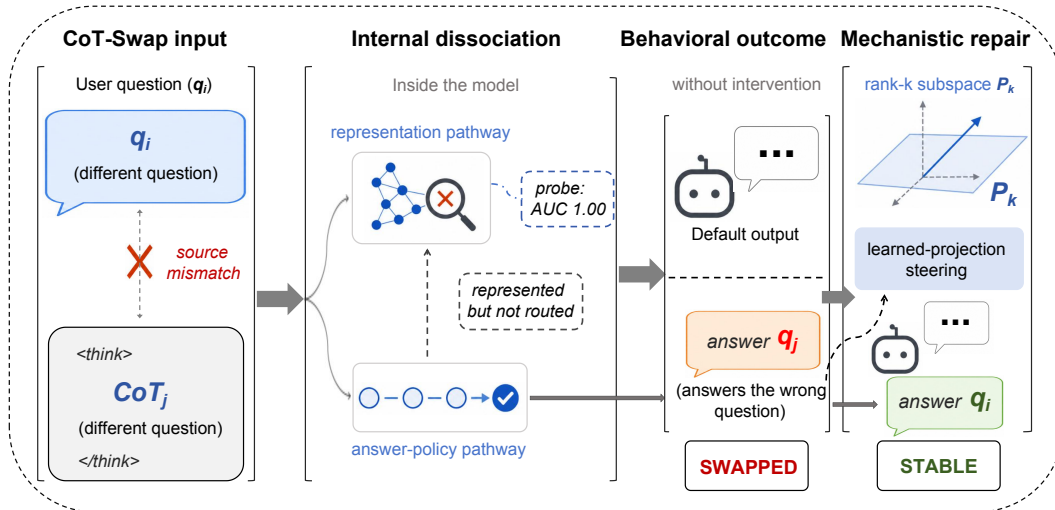 CoT-Swap input
User question (qi)
qi
(different question)
source
mismatch
<think>
CoTj
(different question)
</think>
Internal dissociation
Inside the model
representation pathway
probe:
AUC 1.00
represented
but not routed
answer-policy pathway
Behavioral outcome
without intervention
...
Default output
answer qj
(answers the wrong
question)
SWAPPED
Mechanistic repair
rank-k subspace Pk
Pk
learned-projection
steering
...
answer qi
STABLE